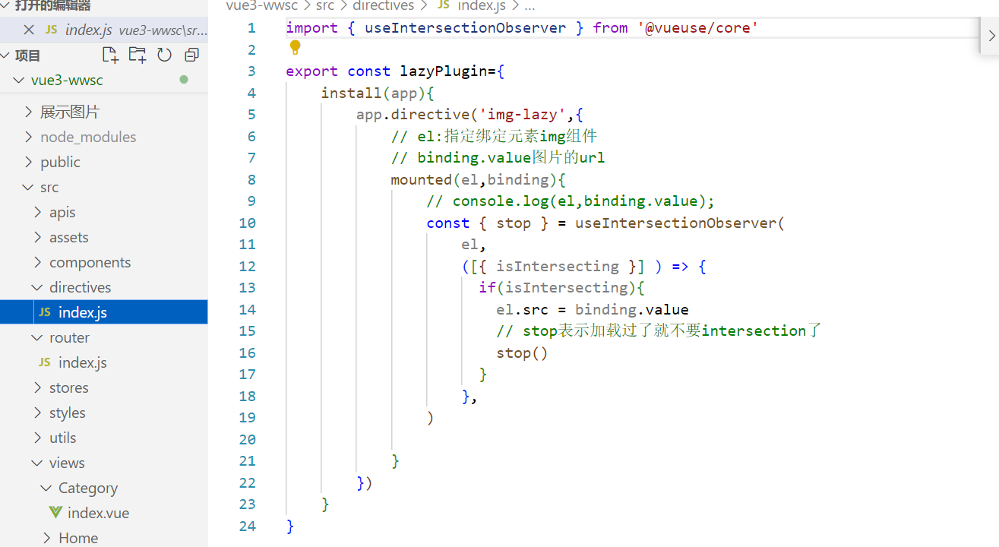 打开的编辑器
JS index.js vue3-wwsc\sr...
项目
vue3-wwsc
展示图片
node_modules
public
src
apis
assets
components
directives
JS index.js
router
JS index.js
stores
styles
utils
views
Category
index.vue
Home
vue3-wwsc > src > directives > JS index.js > ...
1 import { useIntersectionObserver } from '@vueuse/core'
2
3 export const lazyPlugin={
4 install(app){
5 app.directive('img-lazy',{
6 // el:指定绑定元素img组件
7 // binding.value图片的url
8 mounted(el,binding){
9 // console.log(el,binding.value);
10 const { stop } = useIntersectionObserver(
11 el,
12 ([{ isIntersecting }] ) => {
13 if(isIntersecting){
14 el.src = binding.value
15 // stop表示加载过了就不要intersection了
16 stop()
17 }
18 },
19 )
20
21 }
22 })
23 }
24 }